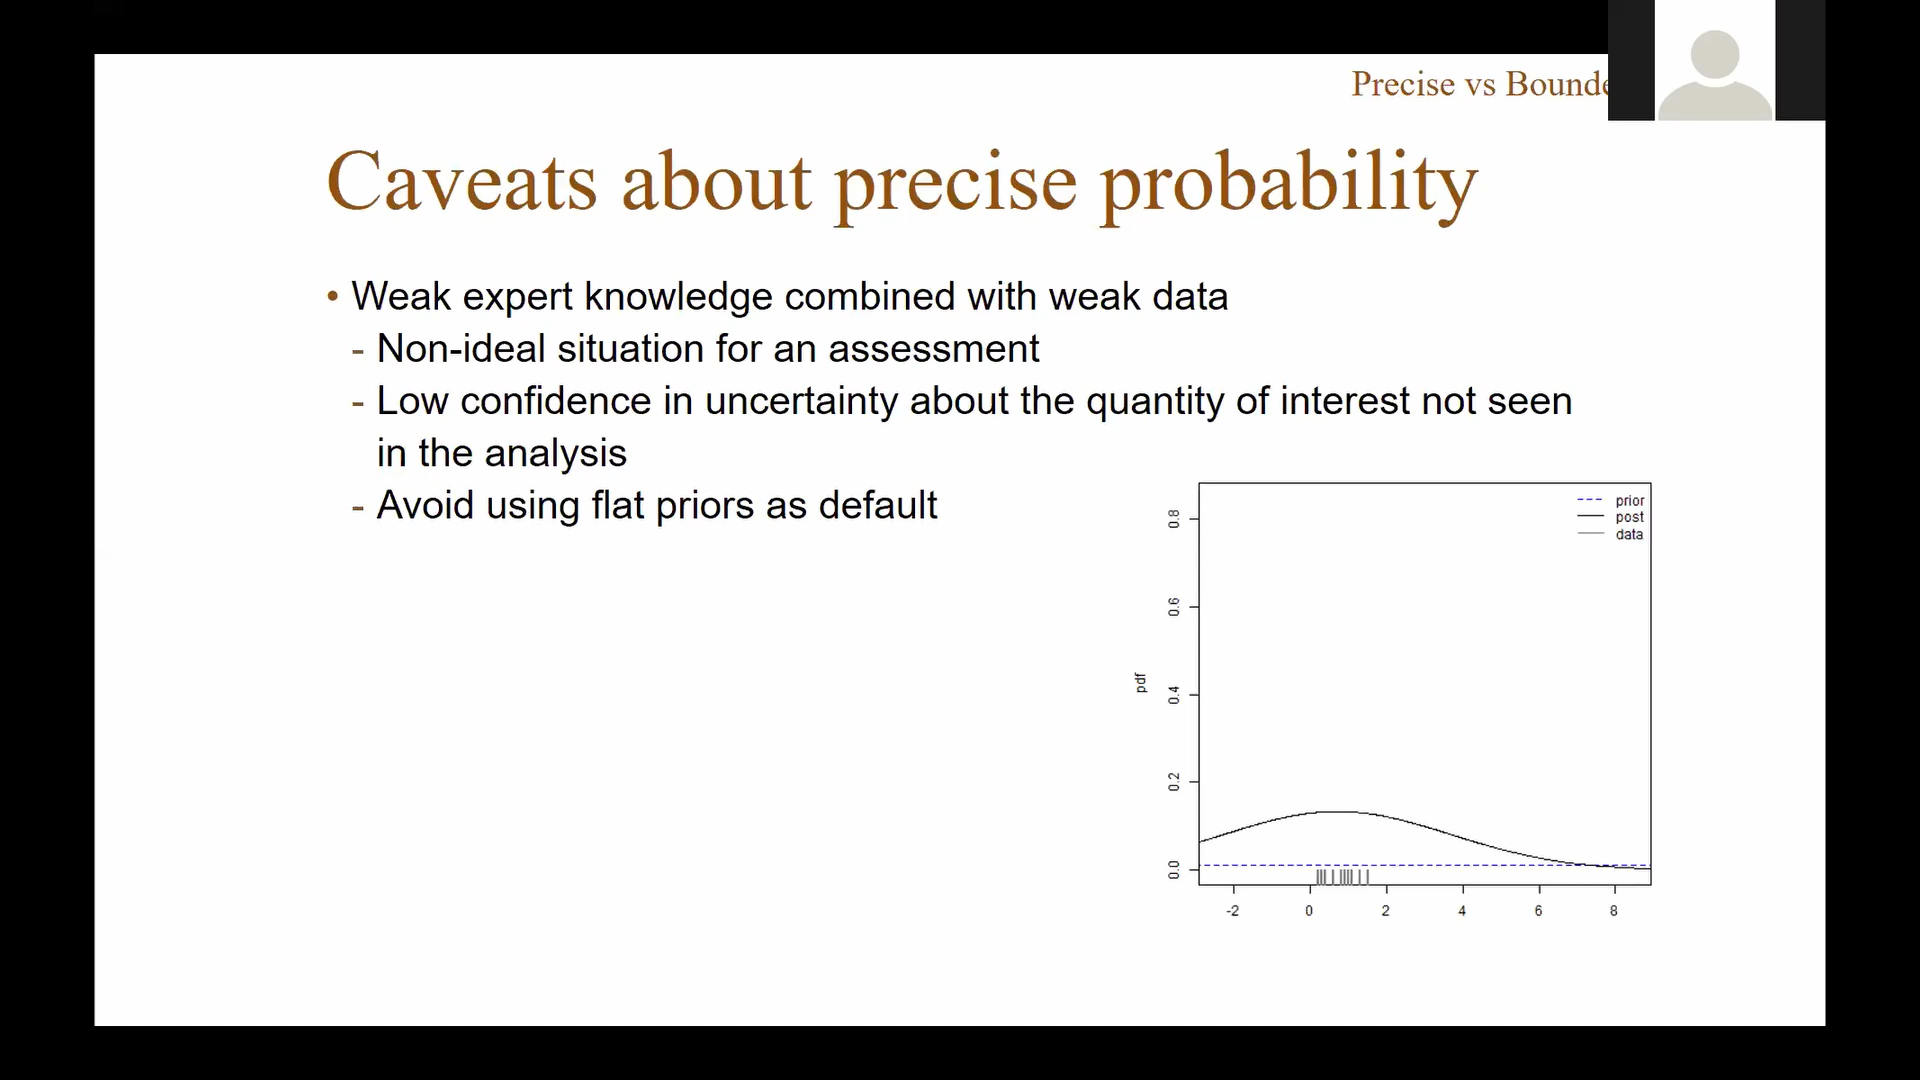 Precise vs
Caveats about precise probability
• Weak expert knowledge combined with weak data
- Non-ideal situation for an assessment
- Low confidence in uncertainty about the quantity of interest not seen
in the analysis
- Avoid using flat priors as default
prior
post
data
pdf
0.8
0.6
0.4
0.2
0.0
-2 0 2 4 6 8